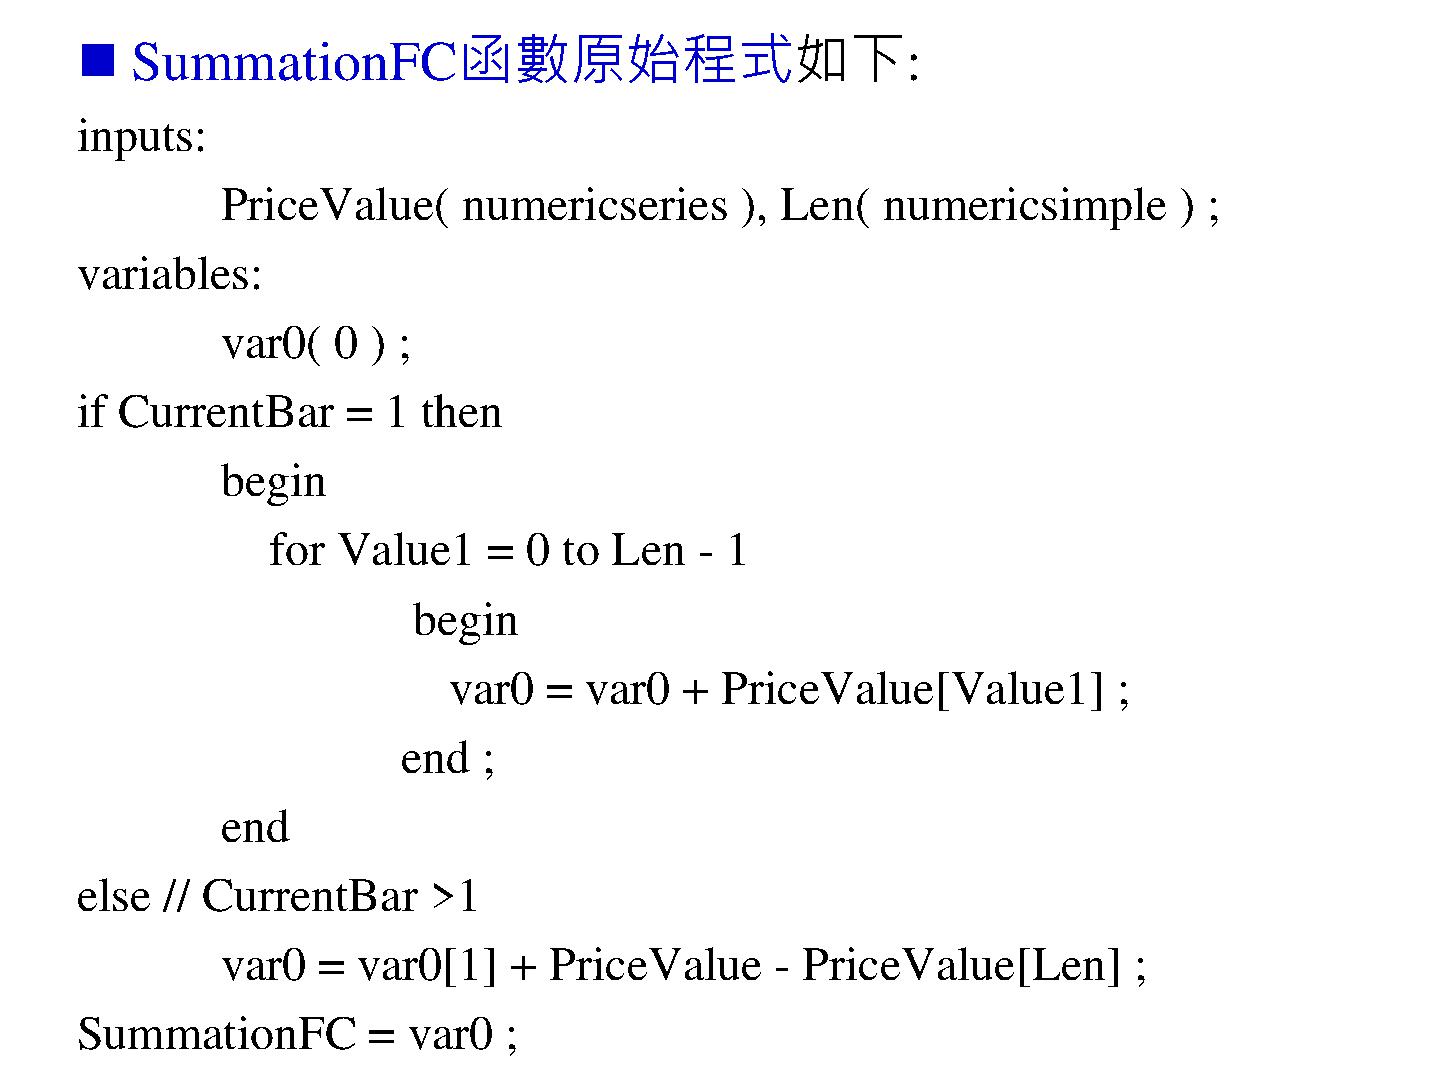 ■ SummationFC函數原始程式如下:
inputs:
PriceValue( numericseries ), Len( numericsimple ) ;
variables:
var0( 0 ) ;
if CurrentBar = 1 then
begin
for Value1 = 0 to Len - 1
begin
var0 = var0 + PriceValue[Value1] ;
end ;
end
else // CurrentBar >1
var0 = var0[1] + PriceValue - PriceValue[Len] ;
SummationFC = var0 ;